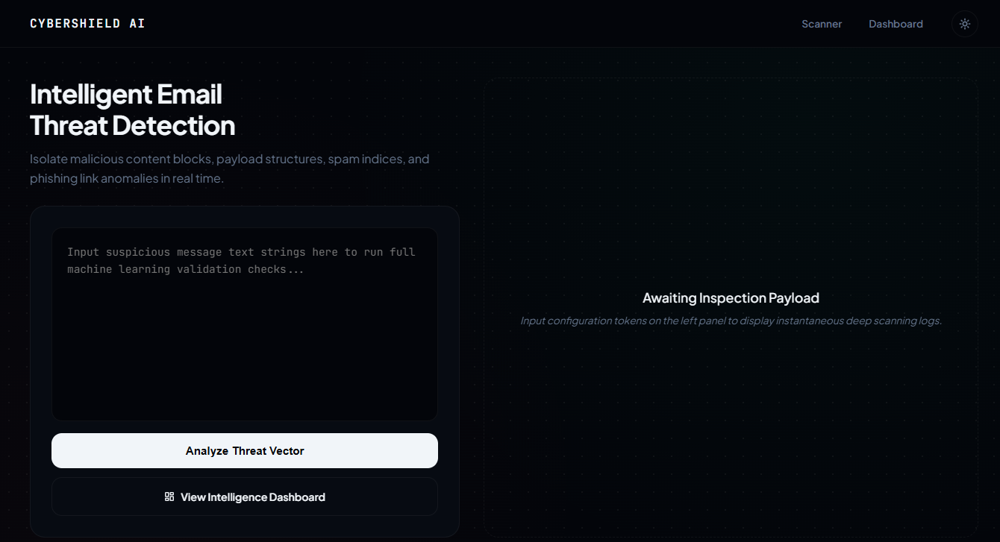 CYBERSHIELD AI
Scanner
Dashboard
Intelligent Email
Threat Detection
Isolate malicious content blocks, payload structures, spam indices, and
phishing link anomalies in real time.
Input suspicious message text strings here to run full
machine learning validation checks...
Analyze Threat Vector
View Intelligence Dashboard
Awaiting Inspection Payload
Input configuration tokens on the left panel to display instantaneous deep scanning logs.